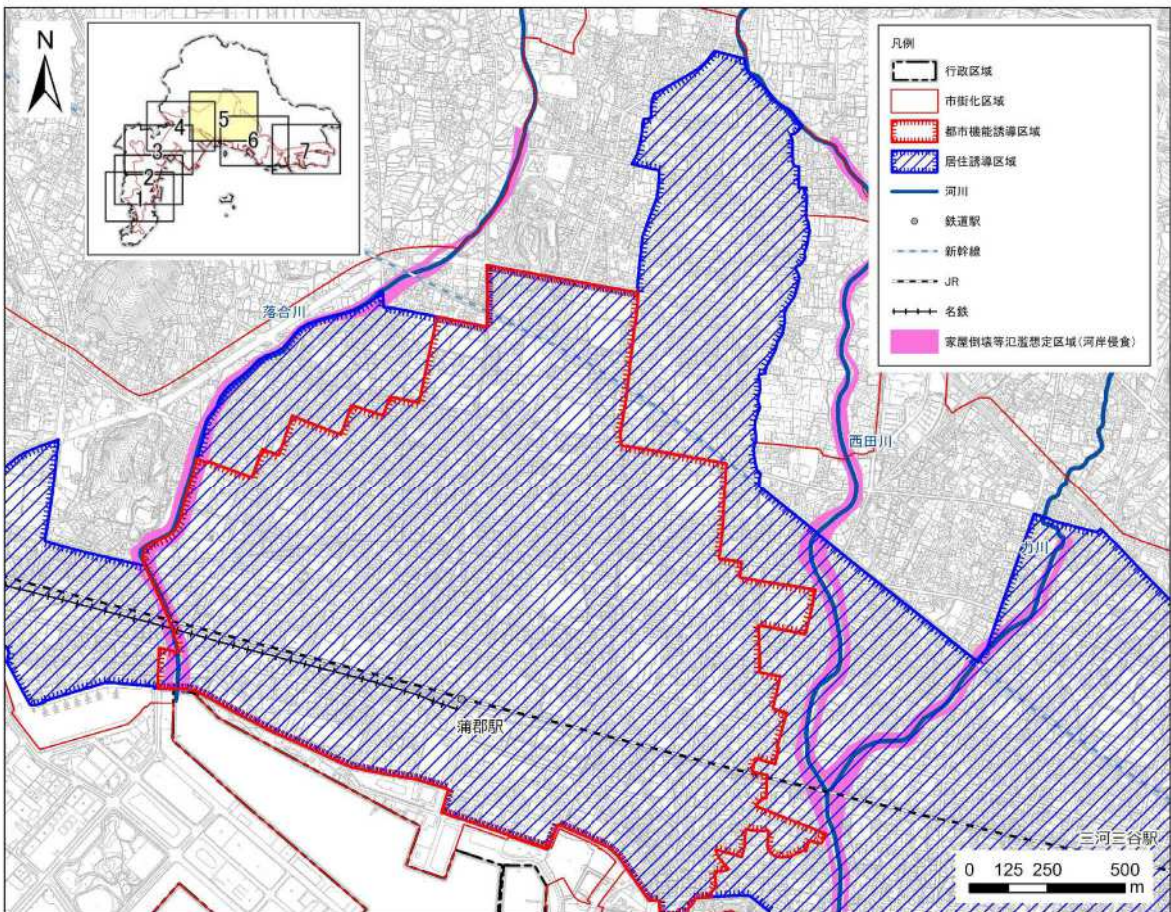 N
4
5
6
7
3
2
1
凡例
行政区域
市街化区域
都市機能誘導区域
居住誘導区域
河川
鉄道駅
新幹線
JR
名鉄
家屋倒壊等氾濫想定区域(河岸侵食)
落合川
西田川
力川
蒲郡駅
三河三谷駅
0 125 250 500
m